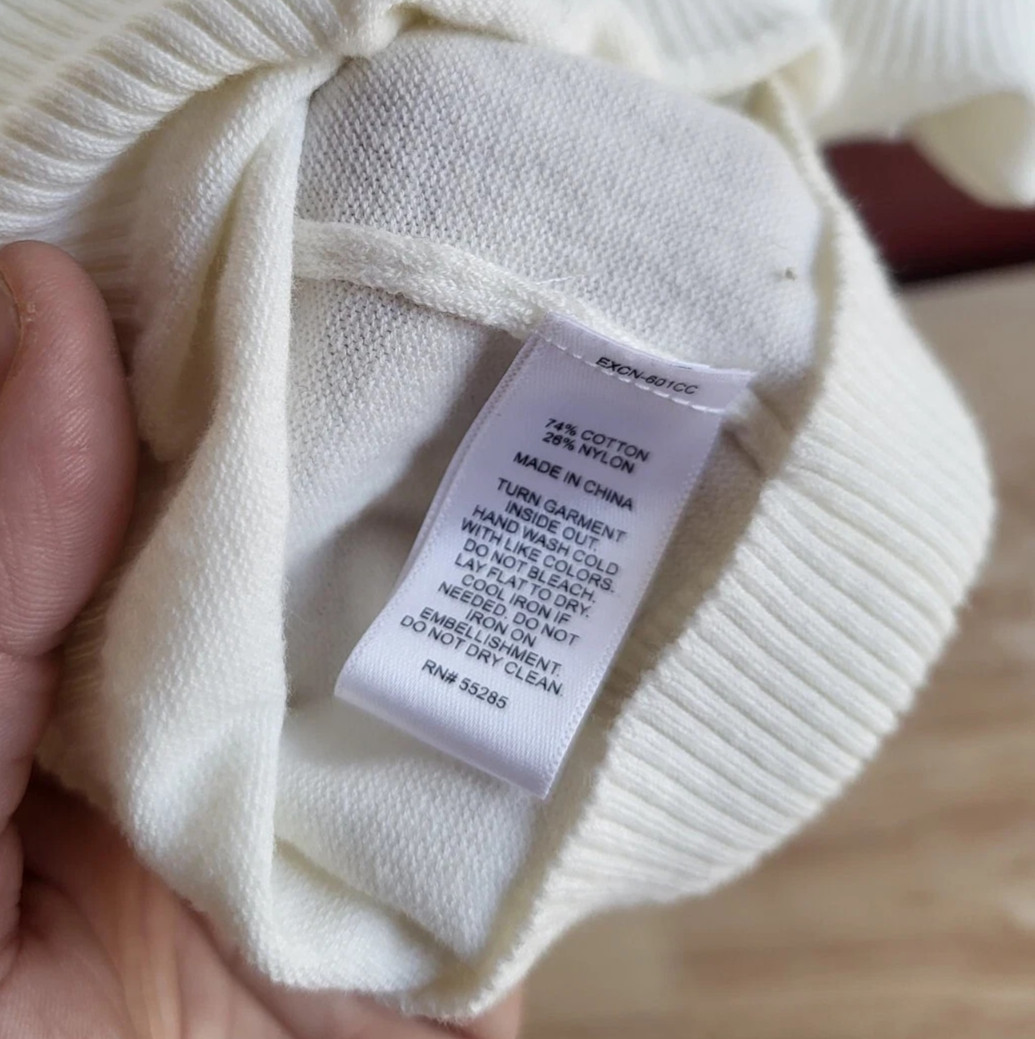 EXCN-601CC
74% COTTON
26% NYLON
MADE IN CHINA
TURN GARMENT
INSIDE OUT.
HAND WASH COLD
WITH LIKE COLORS.
DO NOT BLEACH.
LAY FLAT TO DRY.
COOL IRON IF
NEEDED. DO NOT
IRON ON
EMBELLISHMENT.
DO NOT DRY CLEAN.
RN# 55285